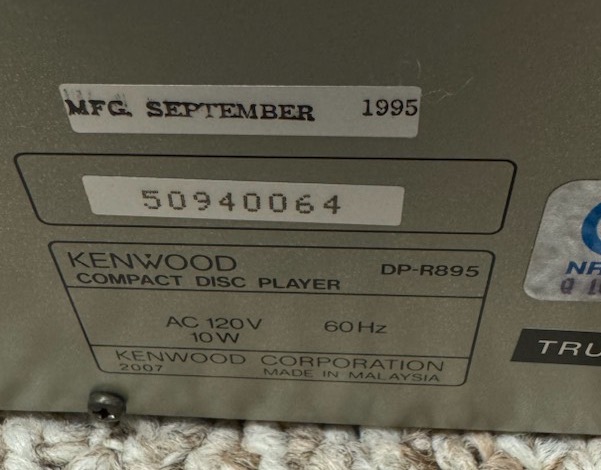 MFG. SEPTEMBER 1995
50940064
KENWOOD DP-R895
COMPACT DISC PLAYER
AC 120V 60Hz
10W
KENWOOD CORPORATION
2007 MADE IN MALAYSIA